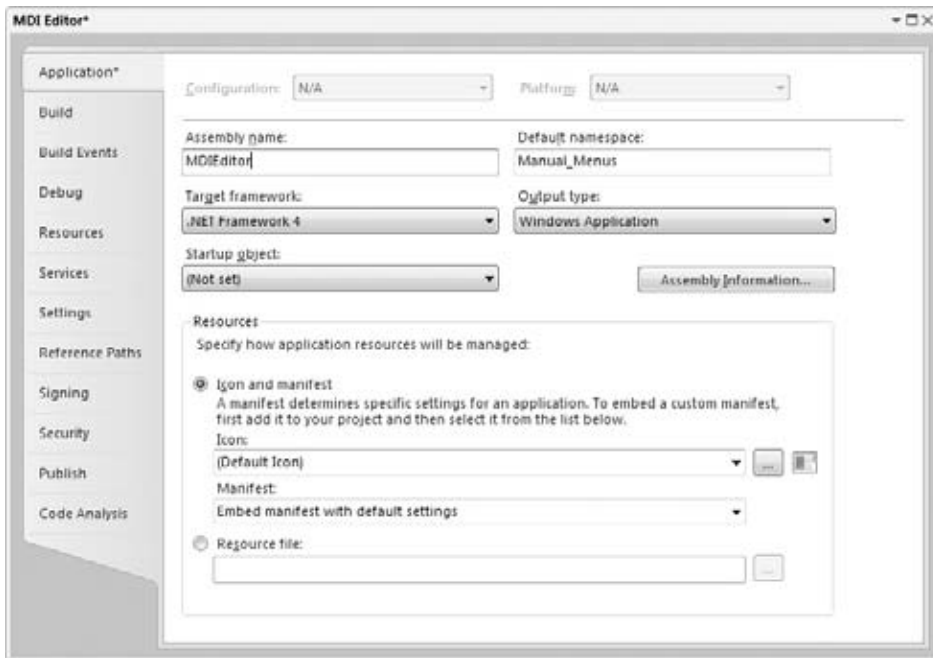 MDI Editor*
Application*
Build
Build Events
Debug
Resources
Services
Settings
Reference Paths
Signing
Security
Publish
Code Analysis
Configuration: N/A Platform: N/A
Assembly name: Default namespace:
MDIEditor Manual_Menus
Target framework: Output type:
.NET Framework 4 Windows Application
Startup object:
(Not set) Assembly Information...
Resources
Specify how application resources will be managed:
Icon and manifest
A manifest determines specific settings for an application. To embed a custom manifest,
first add it to your project and then select it from the list below.
Icon:
(Default Icon) ...
Manifest:
Embed manifest with default settings
Resource file:
...